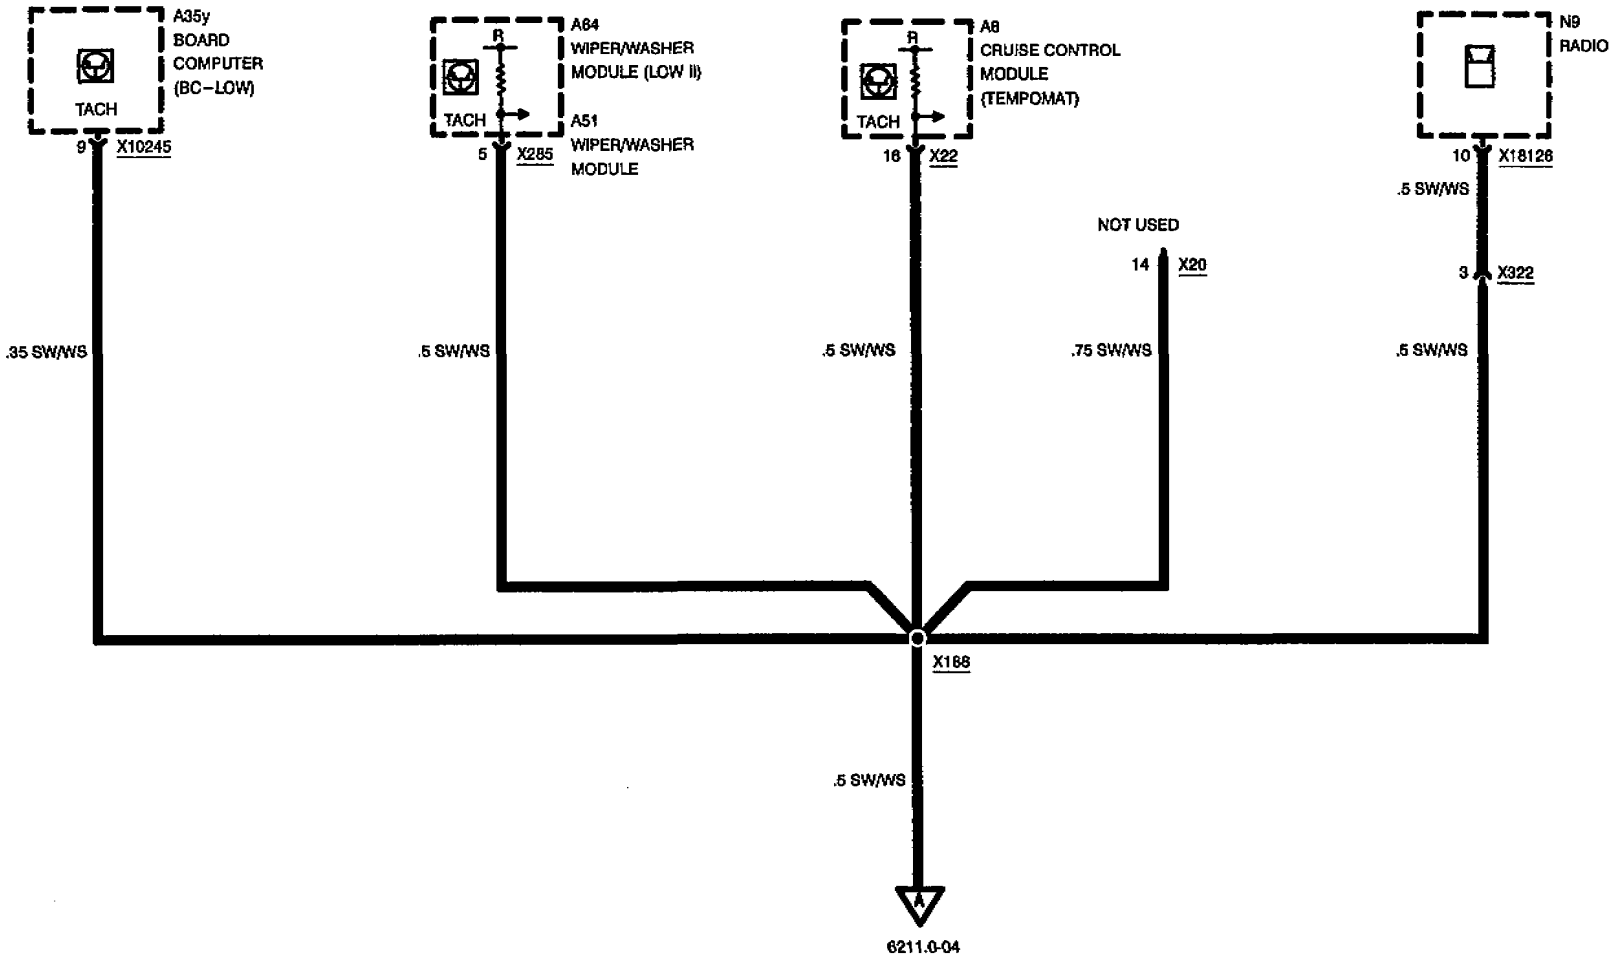 A35y
BOARD
COMPUTER
(BC-LOW)
TACH
9 X10245
A64
WIPER/WASHER
MODULE (LOW II)
R
TACH
A51
WIPER/WASHER
MODULE
5 X285
A8
CRUISE CONTROL
MODULE
(TEMPOMAT)
R
TACH
16 X22
N9
RADIO
10 X18126
.5 SW/WS
NOT USED
14 X20
3 X322
.35 SW/WS
.5 SW/WS
.5 SW/WS
.75 SW/WS
.5 SW/WS
X188
.5 SW/WS
A
6211.0-04